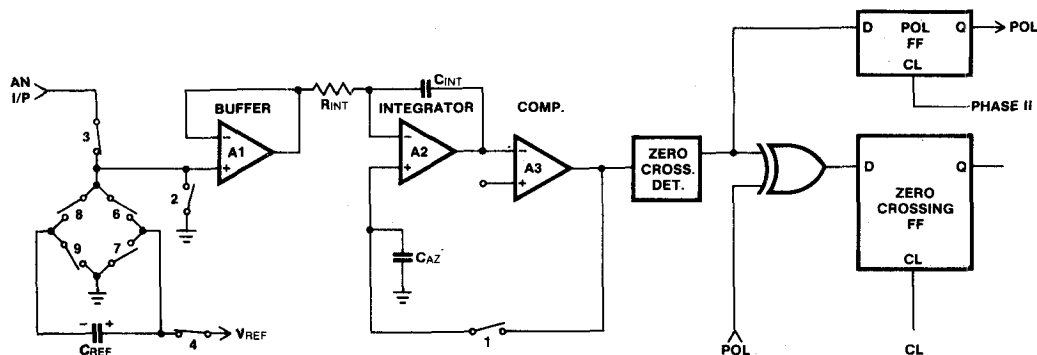 AN
I/P
3
2
8
6
9
7
- +
CREF
4
VREF
BUFFER
-
A1
+
RINT
CINT
INTEGRATOR
-
A2
+
CAZ
1
COMP.
-
A3
+
ZERO
CROSS.
DET.
POL
D
POL
FF
Q
CL
POL
PHASE II
D
Q
ZERO
CROSSING
FF
CL
CL